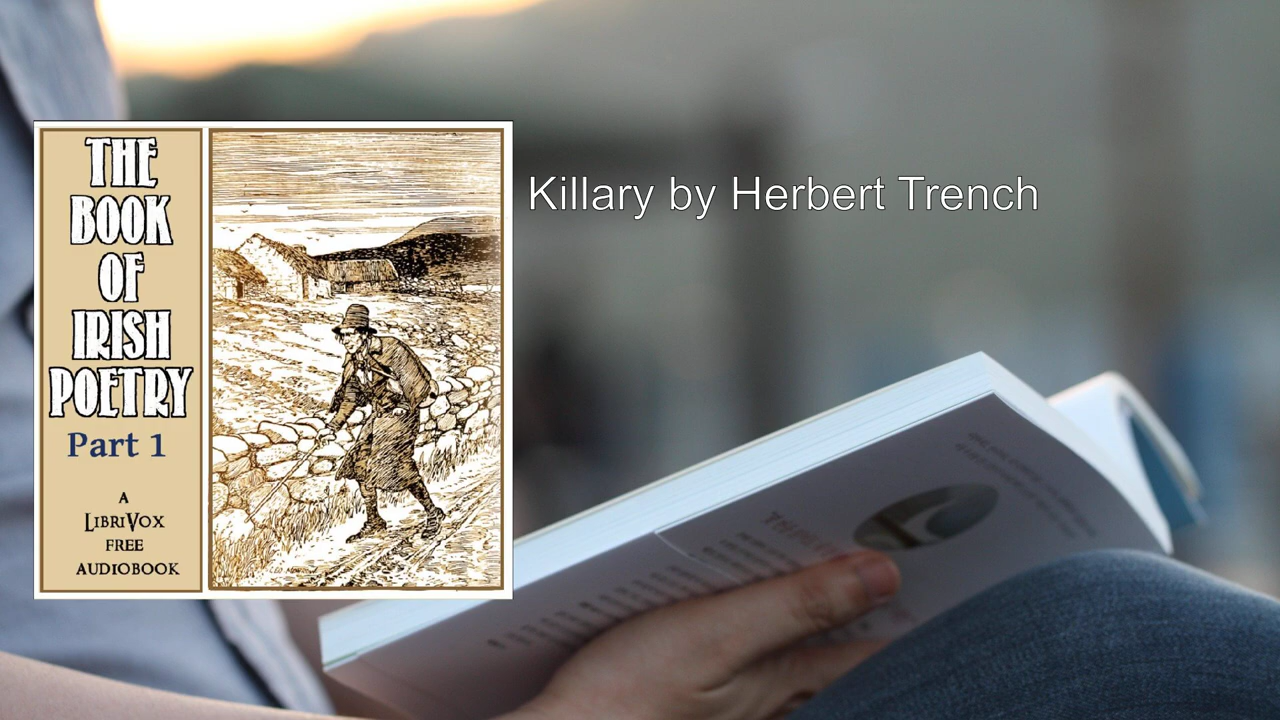 THE
BOOK
OF
IRISH
POETRY
Part 1
A
LIBRIVOX
FREE
AUDIOBOOK
Killary by Herbert Trench